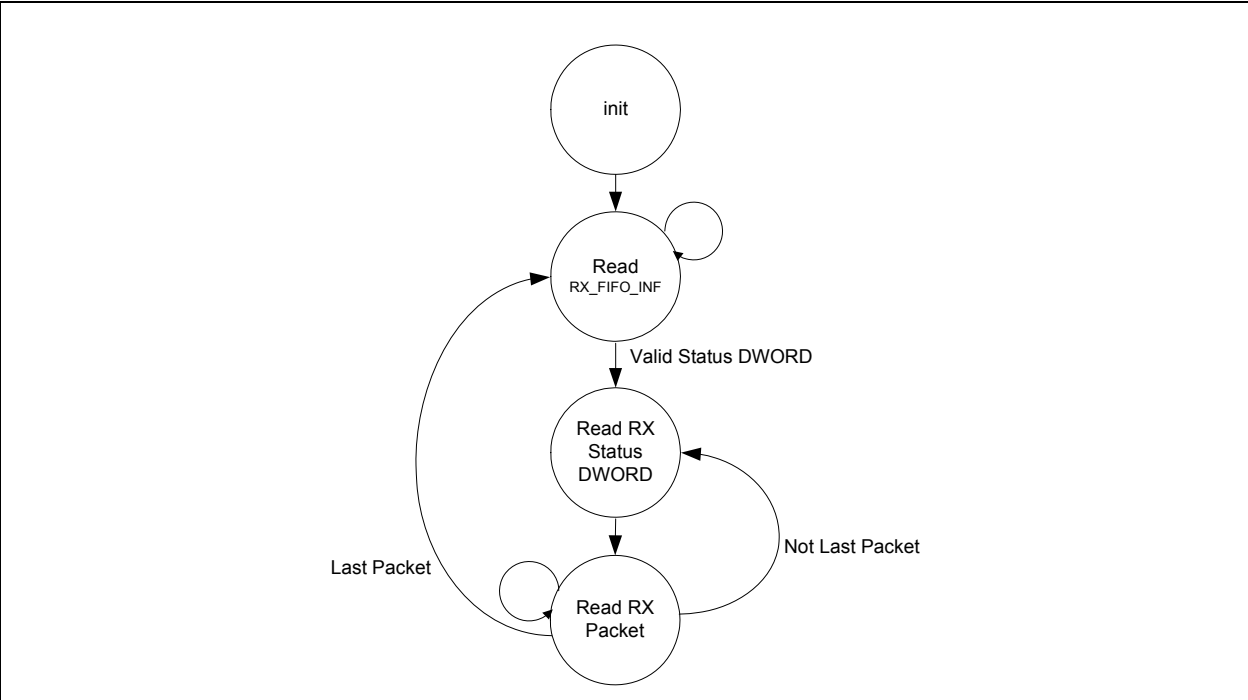 init
Read
RX_FIFO_INF
Valid Status DWORD
Read RX
Status
DWORD
Not Last Packet
Last Packet
Read RX
Packet